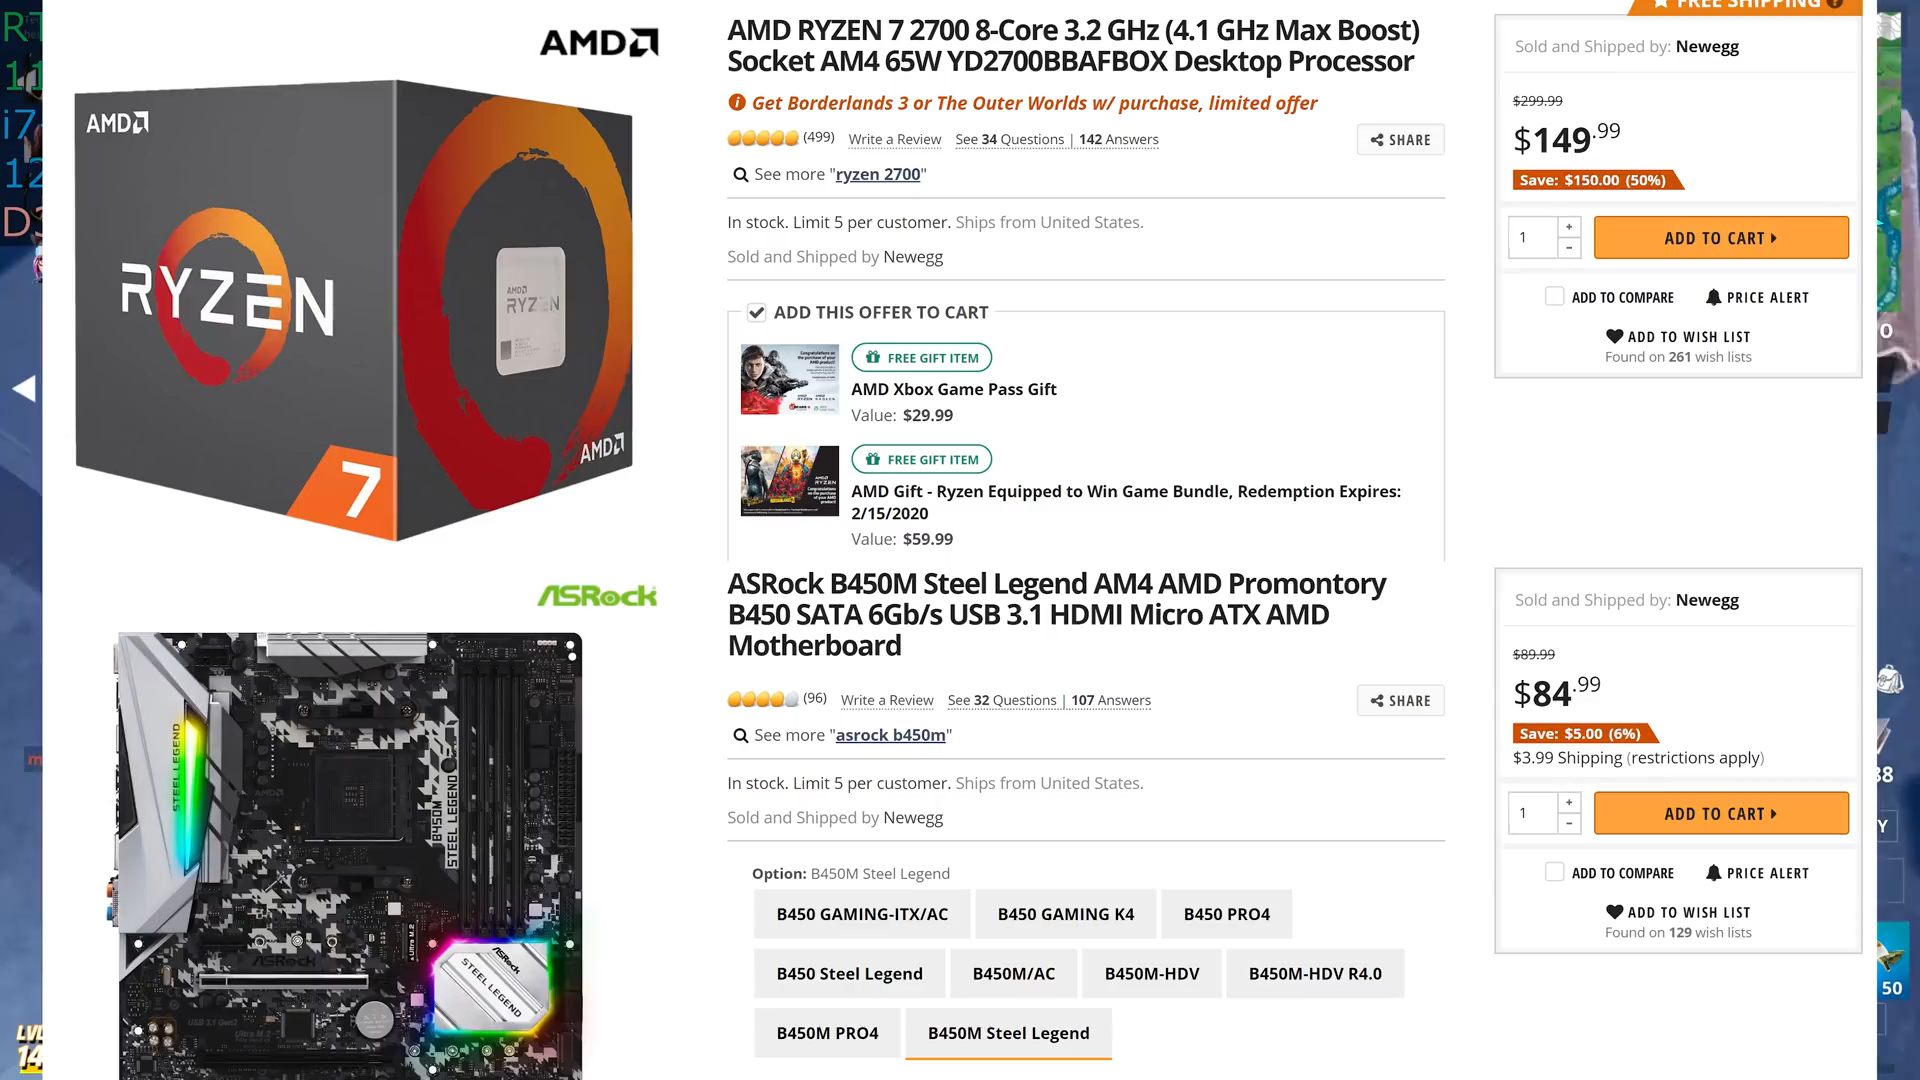 AMD
AMD
RYZEN
7
AMD
RYZEN
AMD
AMD RYZEN 7 2700 8-Core 3.2 GHz (4.1 GHz Max Boost)
Socket AM4 65W YD2700BBAFBOX Desktop Processor
Get Borderlands 3 or The Outer Worlds w/ purchase, limited offer
(499) Write a Review See 34 Questions | 142 Answers
SHARE
See more "ryzen 2700"
In stock. Limit 5 per customer. Ships from United States.
Sold and Shipped by Newegg
ADD THIS OFFER TO CART
FREE GIFT ITEM
AMD Xbox Game Pass Gift
Value: $29.99
FREE GIFT ITEM
AMD Gift - Ryzen Equipped to Win Game Bundle, Redemption Expires:
2/15/2020
Value: $59.99
FREE SHIPPING
Sold and Shipped by: Newegg
$299.99
$149.99
Save: $150.00 (50%)
1
+
-
ADD TO CART
ADD TO COMPARE
PRICE ALERT
ADD TO WISH LIST
Found on 261 wish lists
ASRock
STEEL LEGEND
B450M
STEEL LEGEND
ASRock
Ultra M.2
ASRock
STEEL LEGEND
USB 3.1 Gen2
Ultra M.2
ASRock B450M Steel Legend AM4 AMD Promontory
B450 SATA 6Gb/s USB 3.1 HDMI Micro ATX AMD
Motherboard
(96) Write a Review See 32 Questions | 107 Answers
SHARE
See more "asrock b450m"
In stock. Limit 5 per customer. Ships from United States.
Sold and Shipped by Newegg
Option: B450M Steel Legend
B450 GAMING-ITX/AC
B450 GAMING K4
B450 PRO4
B450 Steel Legend
B450M/AC
B450M-HDV
B450M-HDV R4.0
B450M PRO4
B450M Steel Legend
Sold and Shipped by: Newegg
$89.99
$84.99
Save: $5.00 (6%)
$3.99 Shipping (restrictions apply)
1
+
-
ADD TO CART
ADD TO COMPARE
PRICE ALERT
ADD TO WISH LIST
Found on 129 wish lists
i7
50